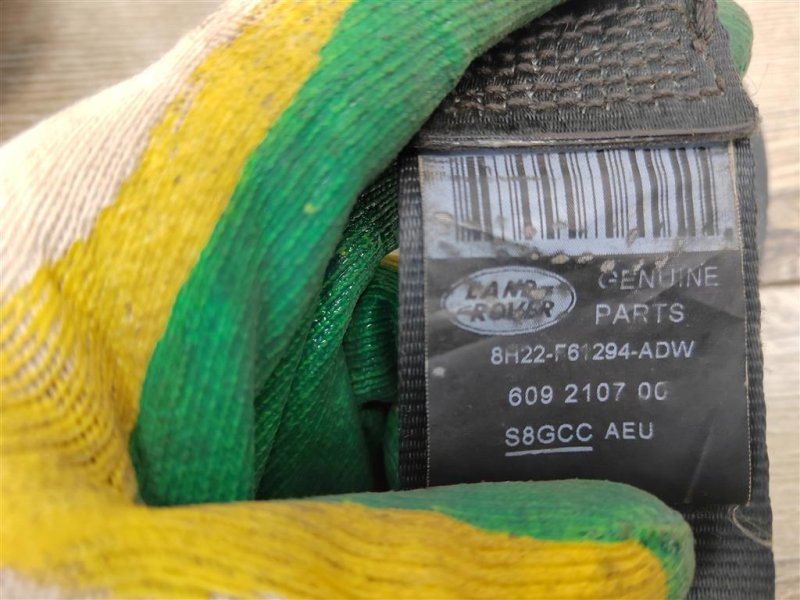 LAND
ROVER
GENUINE
PARTS
8H22-F61294-ADW
609 2107 00
S8GCC AEU